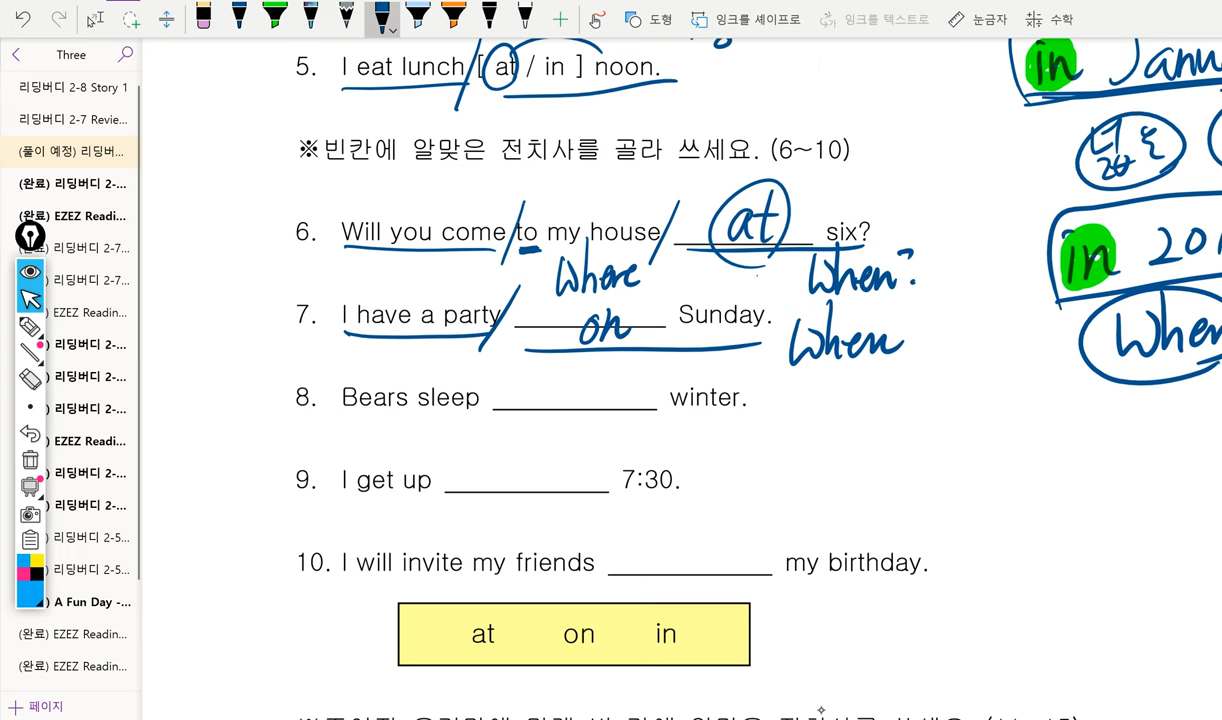 도형
잉크를 셰이프로
잉크를 텍스트로
눈금자
수학
Three
리딩버디 2-8 Story 1
리딩버디 2-7 Revie...
(풀이 예정) 리딩버...
(완료) 리딩버디 2-...
(완료) EZEZ Readi...
) 리딩버디 2-7...
) 리딩버디 2-7...
EZEZ Readin...
) 리딩버디 2-...
) 리딩버디 2-...
) 리딩버디 2-...
) EZEZ Readi...
) 리딩버디 2-...
) 리딩버디 2-...
) 리딩버디 2-5...
) 리딩버디 2-5...
) A Fun Day -...
(완료) EZEZ Readin...
(완료) EZEZ Readin...
페이지
5. I eat lunch [ at / in ] noon.
※빈칸에 알맞은 전치사를 골라 쓰세요. (6~10)
6. Will you come to my house at six?
where when?
7. I have a party on Sunday. when
8. Bears sleep __________ winter.
9. I get up __________ 7:30.
10. I will invite my friends __________ my birthday.
at on in
in Janu
in 201
When